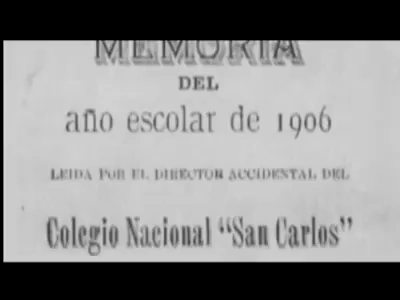 MEMORIA
DEL
año escolar de 1906
LEIDA POR EL DIRECTOR ACCIDENTAL DEL
Colegio Nacional “San Carlos”